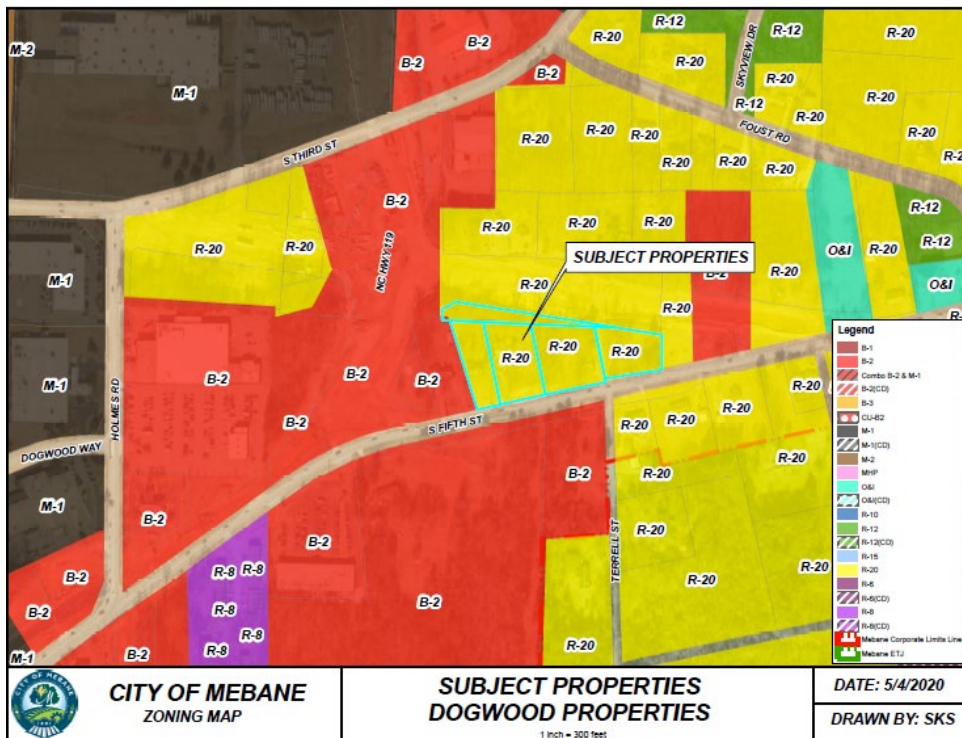 M-2
B-2
R-20
R-12
R-12
M-1
B-2
B-2
R-20
SKYVIEW DR
R-20
R-20
R-12
R-20
R-20
R-20
FOUST RD
S THIRD ST
R-20
R-20
R-20
R-2
B-2
R-12
R-20
R-20
R-20
R-20
R-20
O&I
R-20
R-12
NC HWY 119
SUBJECT PROPERTIES
B-2
M-1
O&I
R-20
R-20
R-20
R-20
R-20
M-1
B-2
B-2
B-2
HOLMES RD
S FIFTH ST
R-20
R-20
R-20
R-20
B-2
DOGWOOD WAY
B-2
R-20
M-1
B-2
B-2
R-20
TERRELL ST
B-2
R-8
R-8
R-20
R-20
B-2
R-8
R-8
B-2
M-1
B-2
R-8
R-20
Legend
B-1
B-2
Combo B-2 & M-1
B-2(CD)
B-3
CU-B2
M-1
M-1(CD)
M-2
MHP
O&I
O&I(CD)
R-10
R-12
R-12(CD)
R-15
R-20
R-6
R-6(CD)
R-8
R-8(CD)
Mebane Corporate Limits Line
Mebane ETJ
CITY OF MEBANE
1881
CITY OF MEBANE
ZONING MAP
SUBJECT PROPERTIES
DOGWOOD PROPERTIES
1 inch = 300 feet
DATE: 5/4/2020
DRAWN BY: SKS